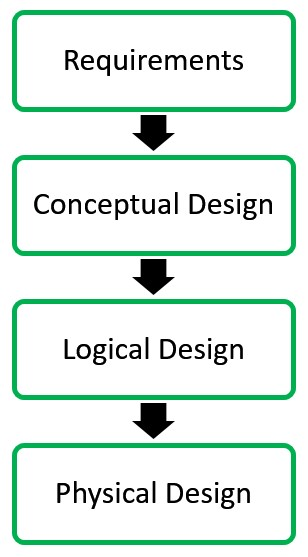 Requirements
Conceptual Design
Logical Design
Physical Design